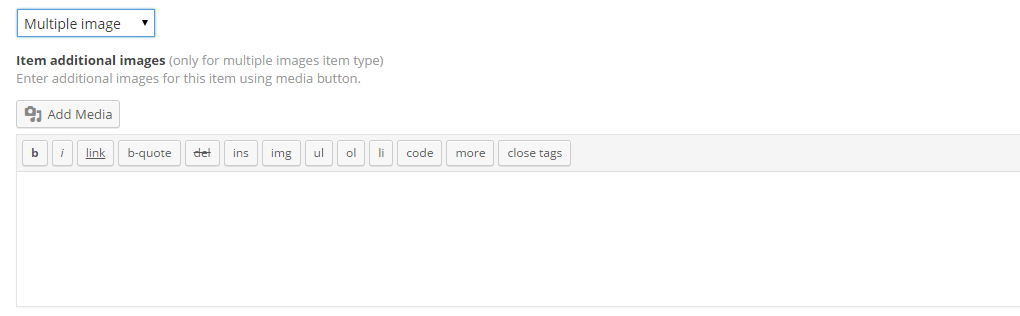 Multiple image
Item additional images (only for multiple images item type)
Enter additional images for this item using media button.
Add Media
b i link b-quote del ins img ul ol li code more close tags